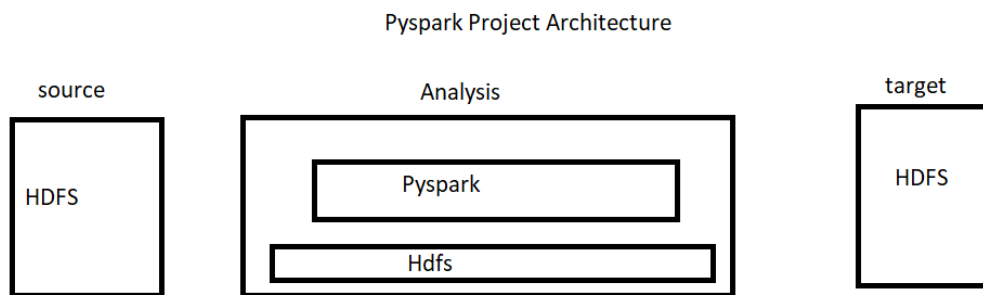 Pyspark Project Architecture
source
Analysis
target
HDFS
Pyspark
Hdfs
HDFS